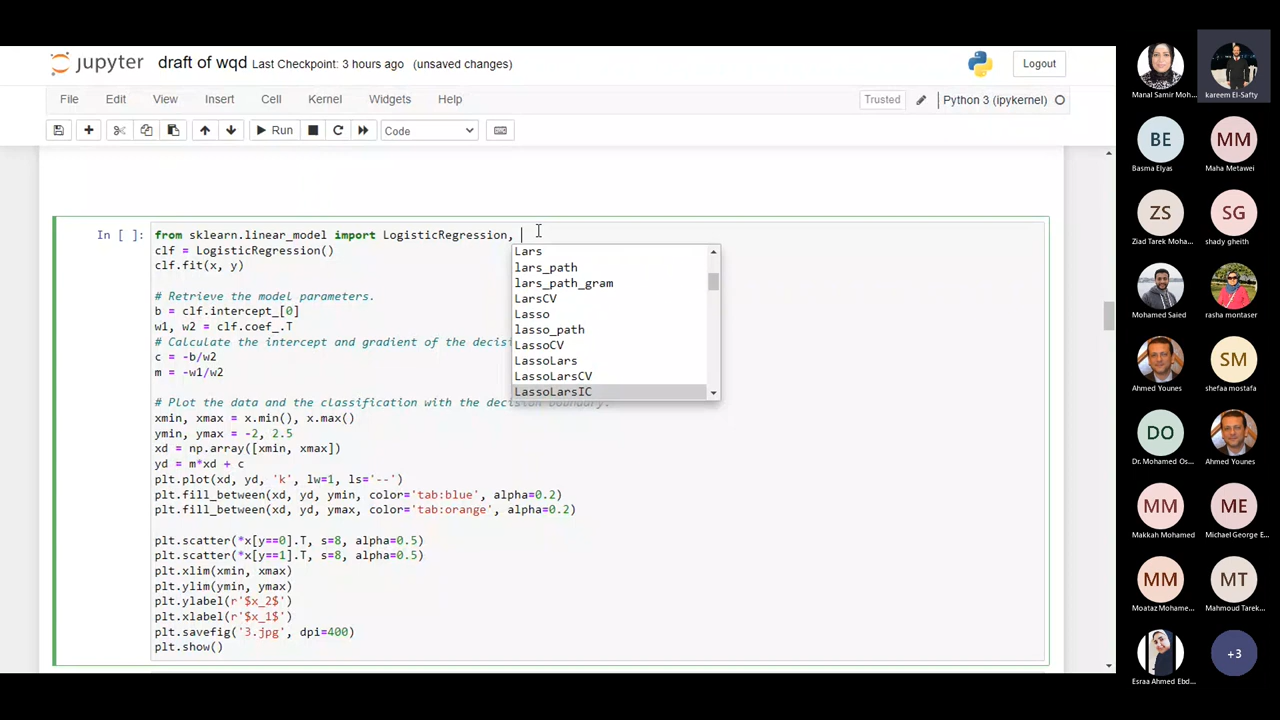 jupyter draft of wqd Last Checkpoint: 3 hours ago (unsaved changes) Logout
File Edit View Insert Cell Kernel Widgets Help Trusted Python 3 (ipykernel)
Run Code
In [ ]: from sklearn.linear_model import LogisticRegression,
clf = LogisticRegression()
clf.fit(x, y)
# Retrieve the model parameters.
b = clf.intercept_[0]
w1, w2 = clf.coef_.T
# Calculate the intercept and gradient of the decis
c = -b/w2
m = -w1/w2
# Plot the data and the classification with the decision boundary.
xmin, xmax = x.min(), x.max()
ymin, ymax = -2, 2.5
xd = np.array([xmin, xmax])
yd = m*xd + c
plt.plot(xd, yd, 'k', lw=1, ls='--')
plt.fill_between(xd, yd, ymin, color='tab:blue', alpha=0.2)
plt.fill_between(xd, yd, ymax, color='tab:orange', alpha=0.2)
plt.scatter(*x[y==0].T, s=8, alpha=0.5)
plt.scatter(*x[y==1].T, s=8, alpha=0.5)
plt.xlim(xmin, xmax)
plt.ylim(ymin, ymax)
plt.ylabel(r'$x_2$')
plt.xlabel(r'$x_1$')
plt.savefig('3.jpg', dpi=400)
plt.show()
Lars
lars_path
lars_path_gram
LarsCV
Lasso
lasso_path
LassoCV
LassoLars
LassoLarsCV
LassoLarsIC
Manal Samir Moh... kareem El-Safty
BE MM
Basma Elyas Maha Metawei
ZS SG
Ziad Tarek Moha... shady gheith
Mohamed Saied rasha montaser
SM
Ahmed Younes shefaa mostafa
DO
Dr. Mohamed Os... Ahmed Younes
MM ME
Makkah Mohamed Michael George E...
MM MT
Moataz Mohame... Mahmoud Tarek...
+3
Esraa Ahmed Ebd...